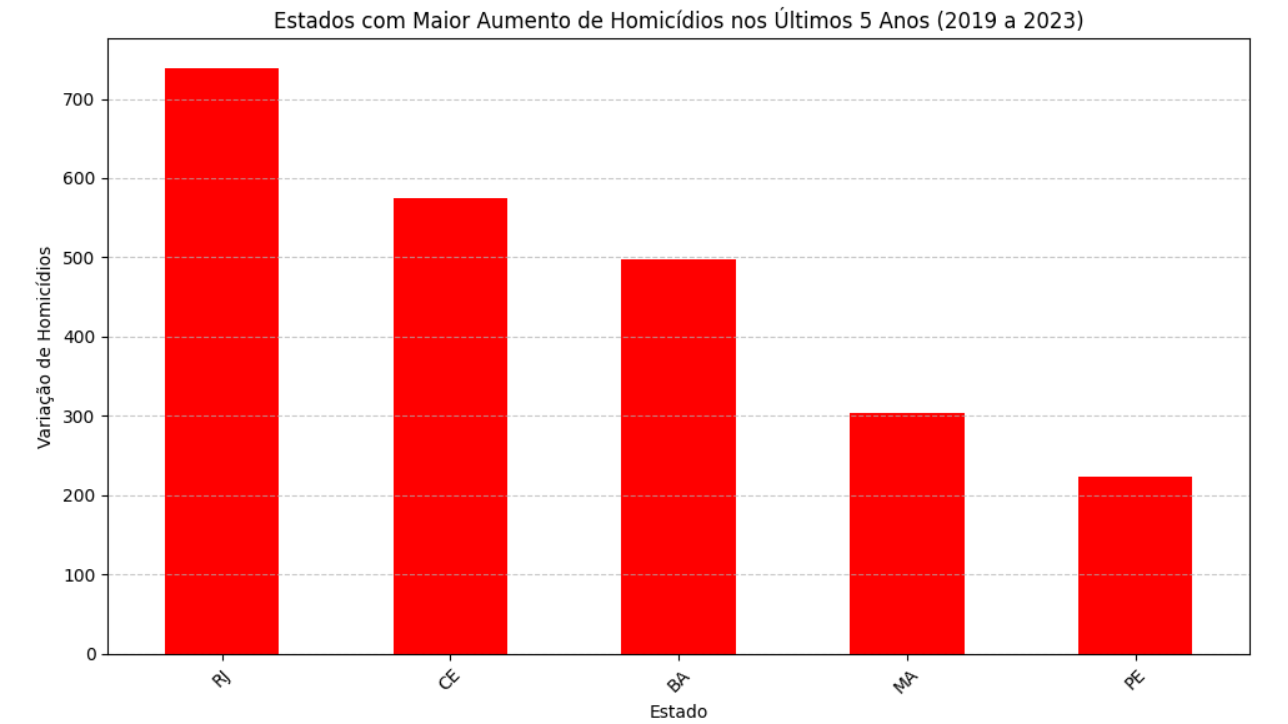 Estados com Maior Aumento de Homicídios nos Últimos 5 Anos (2019 a 2023)
Variação de Homicídios
700
600
500
400
300
200
100
0
RJ
CE
BA
MA
PE
Estado